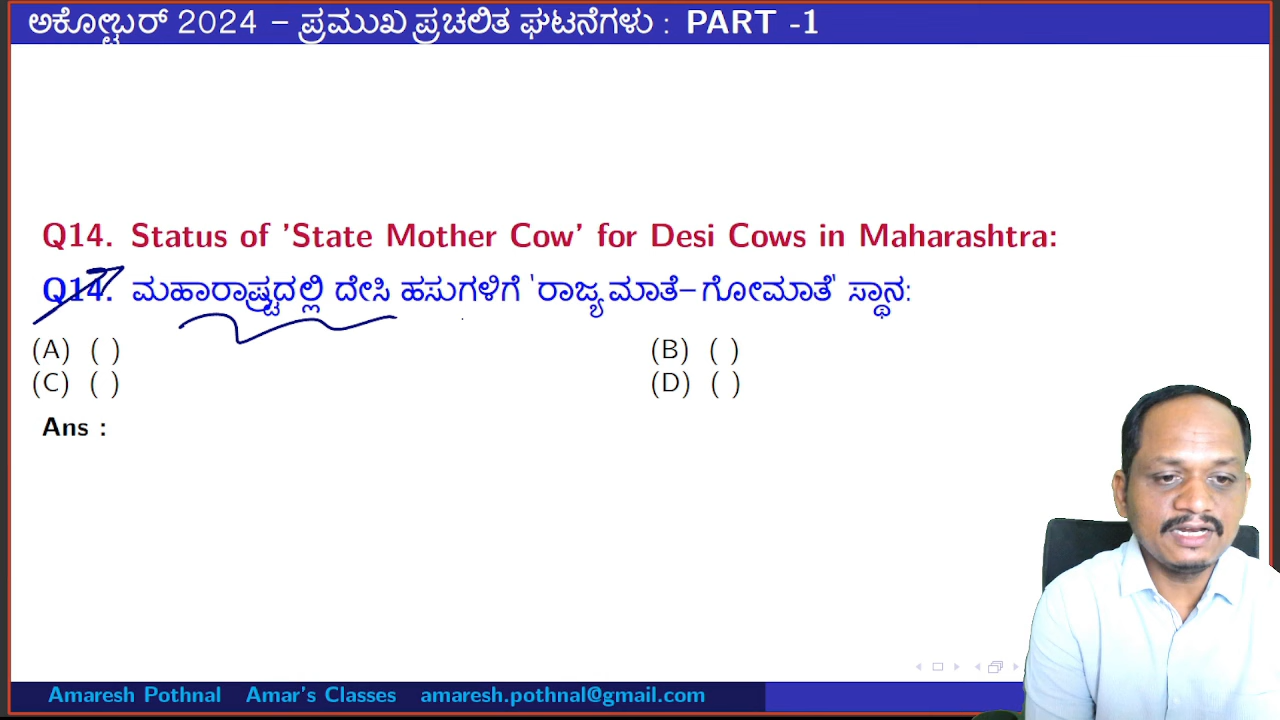 ಅಕ್ಟೋಬರ್ 2024 – ಪ್ರಮುಖ ಪ್ರಚಲಿತ ಘಟನೆಗಳು : PART -1
Q14. Status of 'State Mother Cow' for Desi Cows in Maharashtra:
Q14. ಮಹಾರಾಷ್ಟ್ರದಲ್ಲಿ ದೇಸಿ ಹಸುಗಳಿಗೆ 'ರಾಜ್ಯಮಾತೆ–ಗೋಮಾತೆ' ಸ್ಥಾನ:
(A) ( ) (B) ( )
(C) ( ) (D) ( )
Ans :
Amaresh Pothnal Amar's Classes amaresh.pothnal@gmail.com